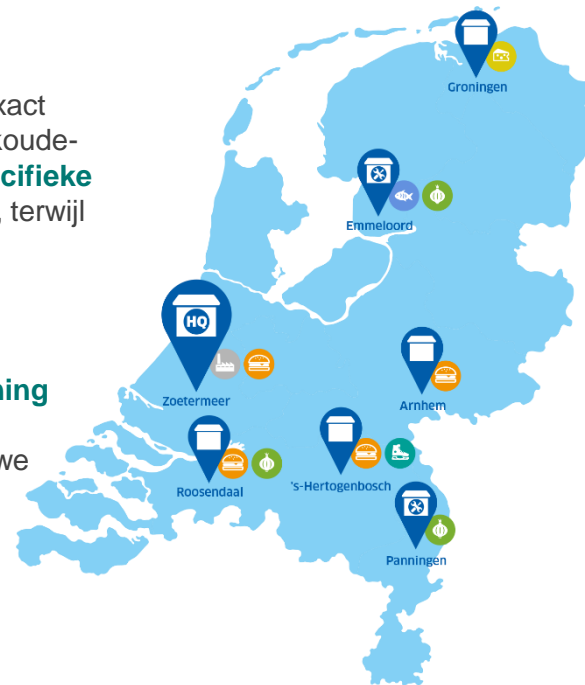 xact
koude-
cifieke
, terwijl
ning
we
Groningen
Emmeloord
HQ
Zoetermeer
Arnhem
Roosendaal
's-Hertogenbosch
Panningen